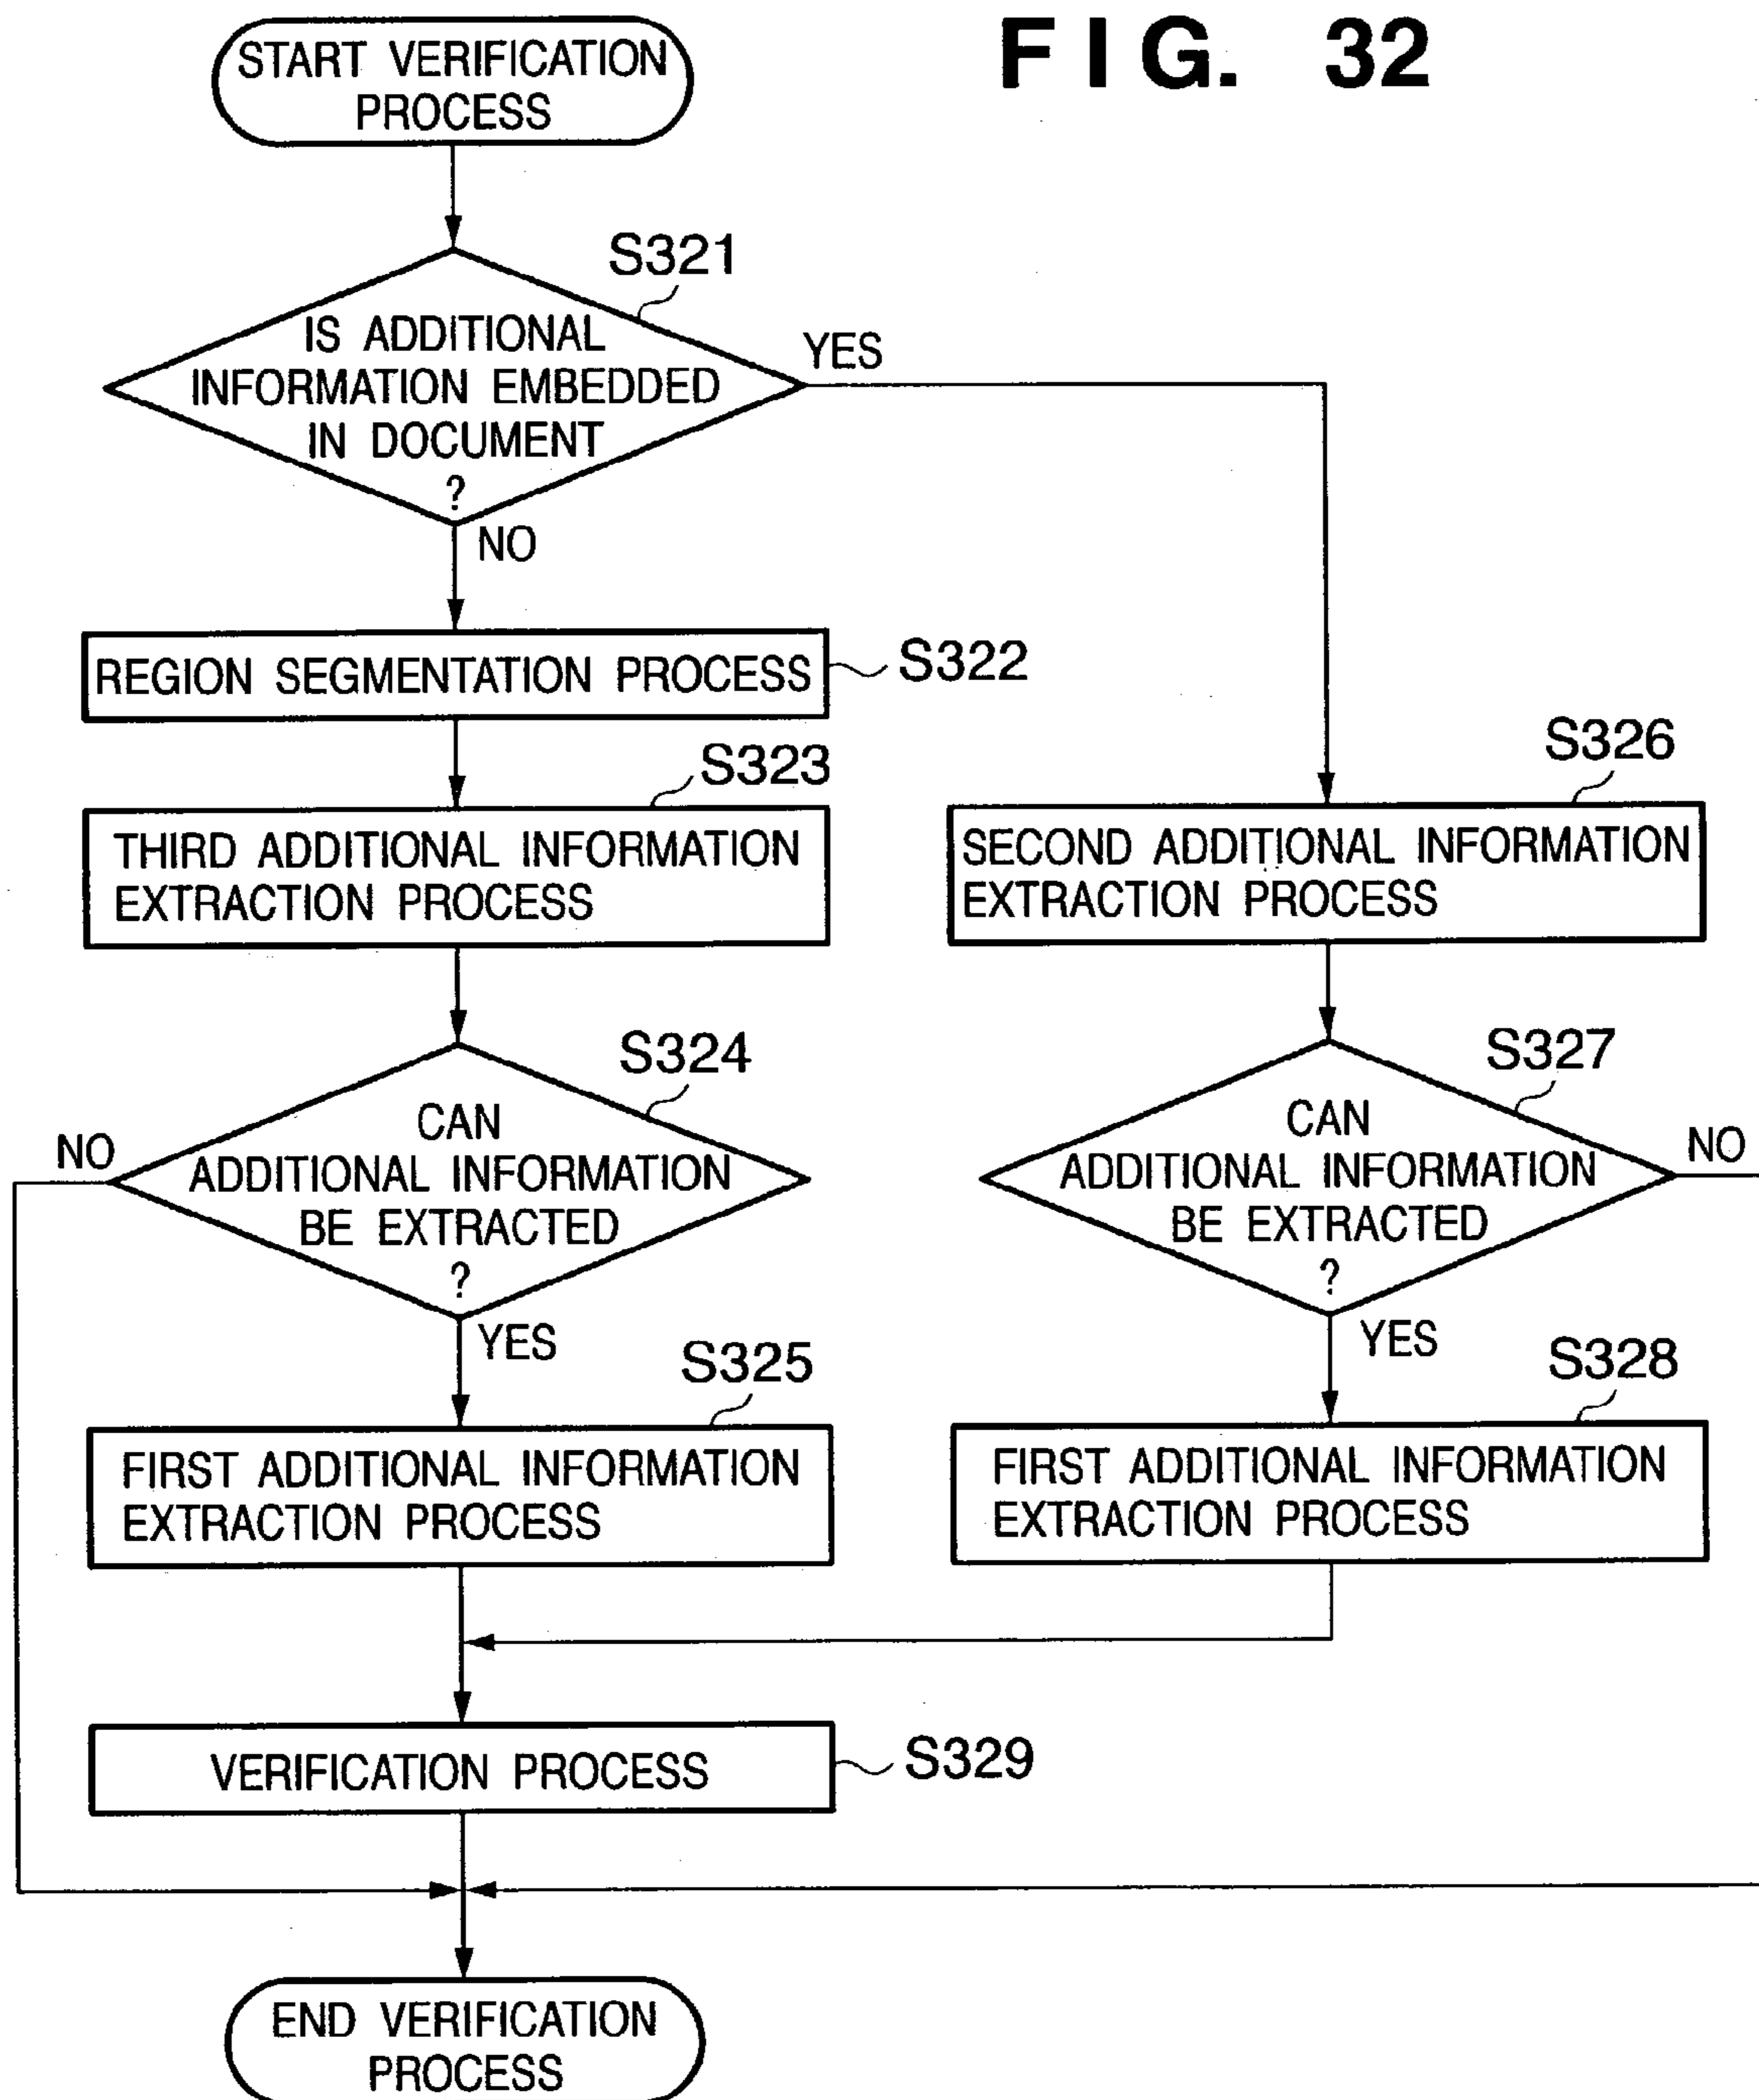 FIG. 32
START VERIFICATION
PROCESS
S321
IS ADDITIONAL
INFORMATION EMBEDDED
IN DOCUMENT
?
YES
NO
REGION SEGMENTATION PROCESS
S322
S323
THIRD ADDITIONAL INFORMATION
EXTRACTION PROCESS
S326
SECOND ADDITIONAL INFORMATION
EXTRACTION PROCESS
S324
CAN
ADDITIONAL INFORMATION
BE EXTRACTED
?
NO
YES
S327
CAN
ADDITIONAL INFORMATION
BE EXTRACTED
?
NO
YES
S325
FIRST ADDITIONAL INFORMATION
EXTRACTION PROCESS
S328
FIRST ADDITIONAL INFORMATION
EXTRACTION PROCESS
VERIFICATION PROCESS
S329
END VERIFICATION
PROCESS